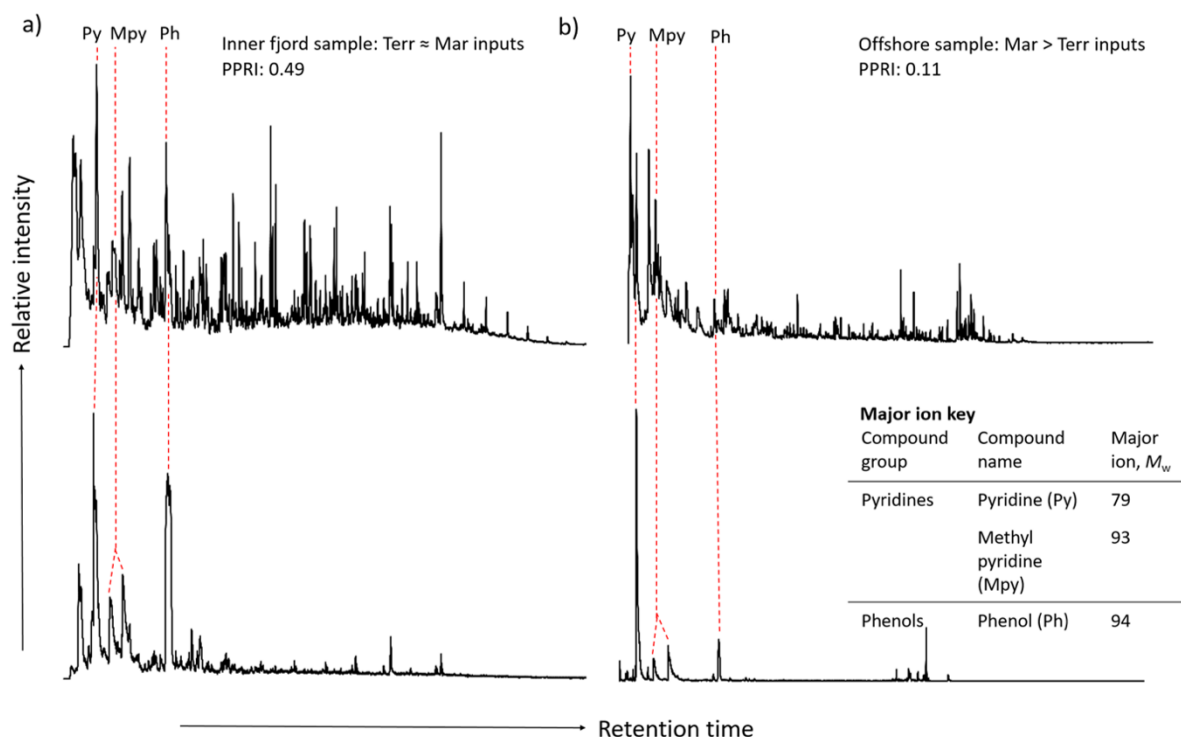 a)
Py Mpy Ph
Inner fjord sample: Terr ≈ Mar inputs
PPRI: 0.49
b)
Py Mpy Ph
Offshore sample: Mar > Terr inputs
PPRI: 0.11
Relative intensity
Major ion key
Compound group Compound name Major ion, Mw
Pyridines Pyridine (Py) 79
Methyl pyridine (Mpy) 93
Phenols Phenol (Ph) 94
Retention time